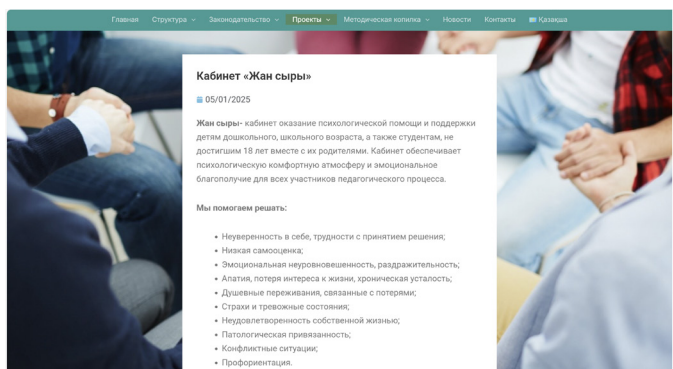 Главная Структура Законодательство Проекты Методическая копилка Новости Контакты Қазақша
Кабинет «Жан сыры»
05/01/2025
Жан сыры- кабинет оказание психологической помощи и поддержки
детям дошкольного, школьного возраста, а также студентам, не
достигшим 18 лет вместе с их родителями. Кабинет обеспечивает
психологическую комфортную атмосферу и эмоциональное
благополучие для всех участников педагогического процесса.
Мы помогаем решать:
• Неуверенность в себе, трудности с принятием решения;
• Низкая самооценка;
• Эмоциональная неуровновешенность, раздражительность;
• Апатия, потеря интереса к жизни, хроническая усталость;
• Душевные переживания, связанные с потерями;
• Страхи и тревожные состояния;
• Неудовлетворенность собственной жизнью;
• Патологическая привязанность;
• Конфликтные ситуации;
• Профориентация.